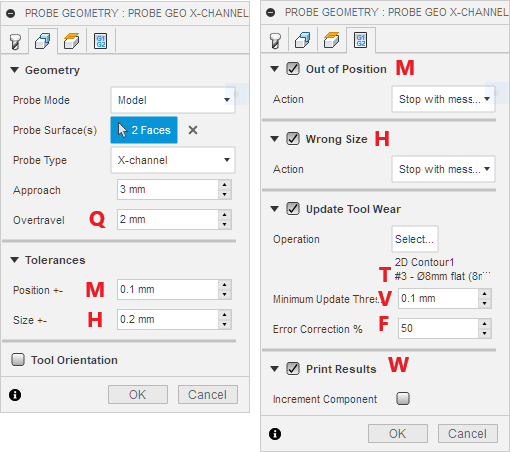 PROBE GEOMETRY : PROBE GEO X-CHANNEL
Geometry
Probe Mode Model
Probe Surface(s) 2 Faces
Probe Type X-channel
Approach 3 mm
Overtravel Q 2 mm
Tolerances
Position +- M 0.1 mm
Size +- H 0.2 mm
Tool Orientation
OK Cancel
PROBE GEOMETRY : PROBE GEO X-CHANNEL
G1
G2
Out of Position M
Action Stop with mess...
Wrong Size H
Action Stop with mess...
Update Tool Wear
Operation Select...
2D Contour1
T #3 - Ø8mm flat (8r...
Minimum Update Thre V 0.1 mm
Error Correction % F 50
Print Results W
Increment Component
OK Cancel